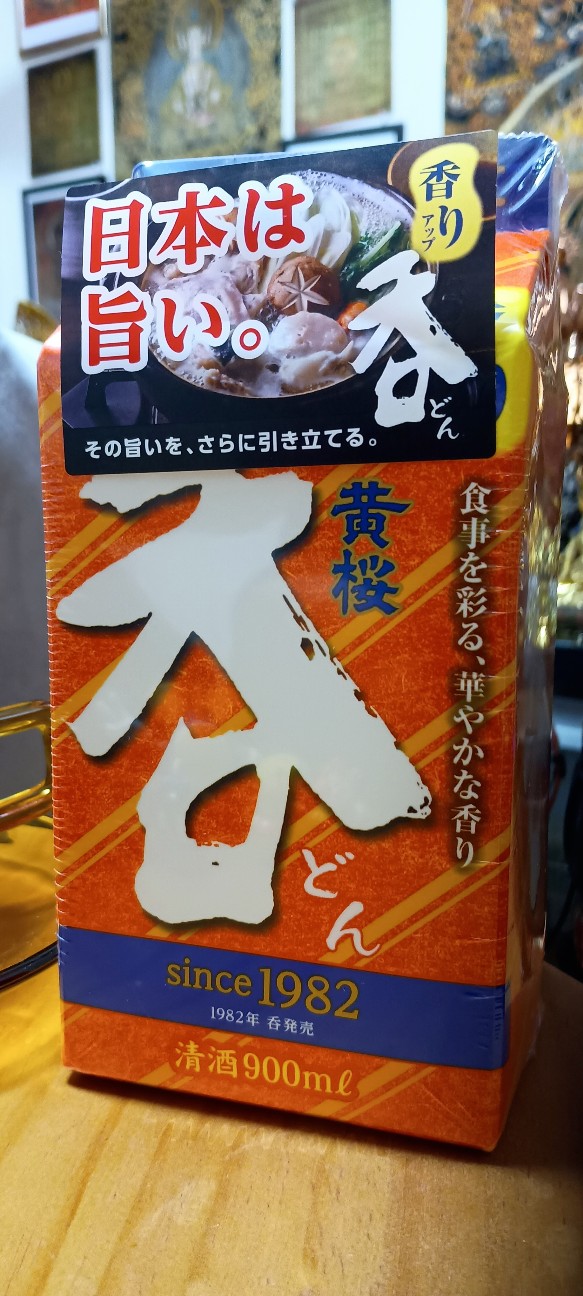 日本は
旨い。
香り
アップ
呑
どん
その旨いを、さらに引き立てる。
黄桜
食事を彩る、華やかな香り
呑
どん
since 1982
1982年 呑発売
清酒900mℓ